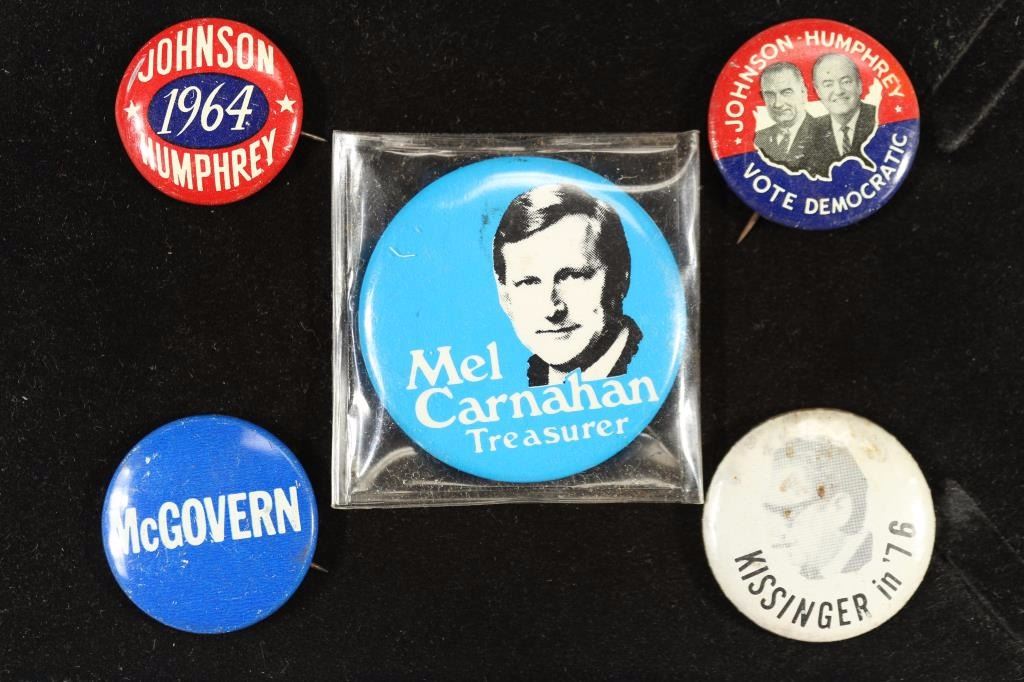 JOHNSON
1964
HUMPHREY
JOHNSON-HUMPHREY
VOTE DEMOCRATIC
Mel
Carnahan
Treasurer
McGOVERN
KISSINGER in '76